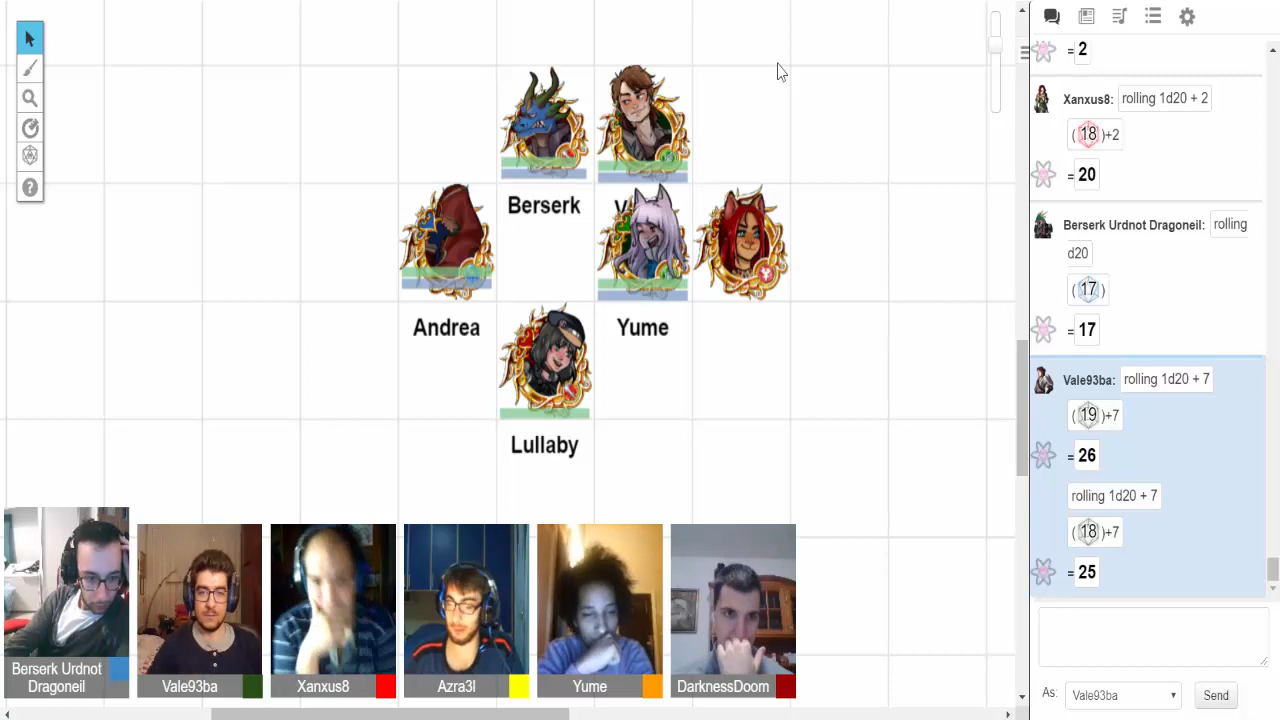 Berserk
V
Andrea
Yume
Lullaby
Berserk Urdnot
Dragoneil
Vale93ba
Xanxus8
Azra3l
Yume
DarknessDoom
= 2
Xanxus8: rolling 1d20 + 2
(18)+2
= 20
Berserk Urdnot Dragoneil: rolling
d20
(17)
= 17
Vale93ba: rolling 1d20 + 7
(19)+7
= 26
rolling 1d20 + 7
(18)+7
= 25
As: Vale93ba Send